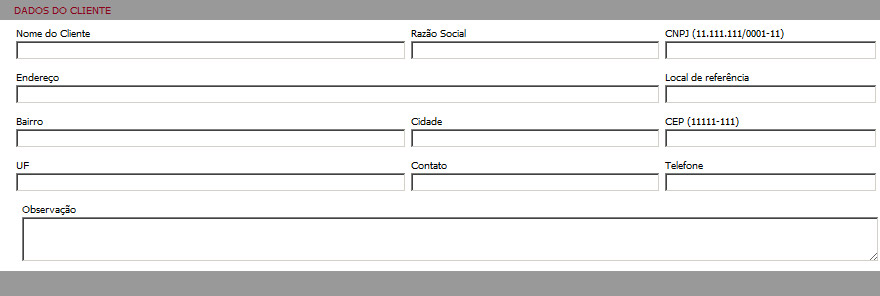 DADOS DO CLIENTE
Nome do Cliente Razão Social CNPJ (11.111.111/0001-11)
Endereço Local de referência
Bairro Cidade CEP (11111-111)
UF Contato Telefone
Observação